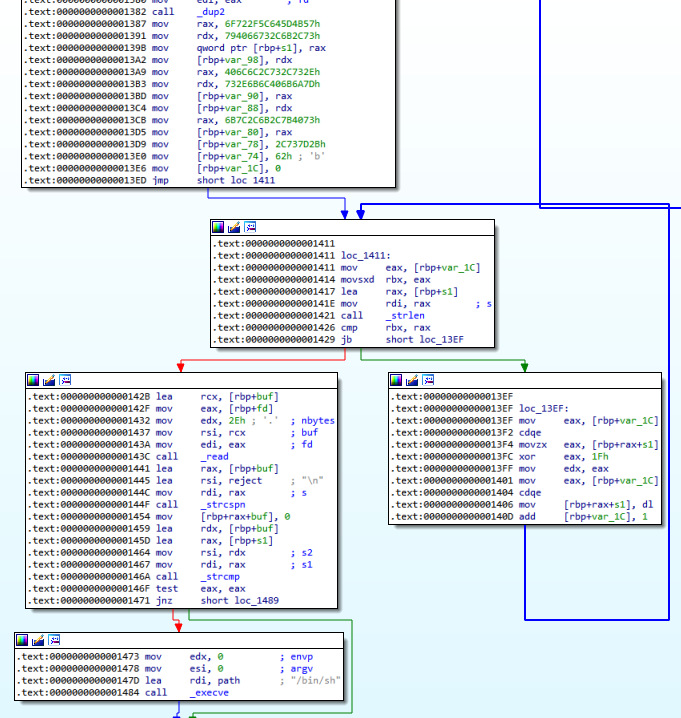 .text:0000000000001382 call _dup2
.text:0000000000001387 mov rax, 6F722F5C645D4B57h
.text:0000000000001391 mov rdx, 794066732C6B2C73h
.text:000000000000139B mov qword ptr [rbp+s1], rax
.text:00000000000013A2 mov [rbp+var_98], rdx
.text:00000000000013A9 mov rax, 406C6C2C732C732Eh
.text:00000000000013B3 mov rdx, 732E6B6C406B6A7Dh
.text:00000000000013BD mov [rbp+var_90], rax
.text:00000000000013C4 mov [rbp+var_88], rdx
.text:00000000000013CB mov rax, 6B7C2C6B2C7B4073h
.text:00000000000013D5 mov [rbp+var_80], rax
.text:00000000000013D9 mov [rbp+var_78], 2C737D2Bh
.text:00000000000013E0 mov [rbp+var_74], 62h ; 'b'
.text:00000000000013E6 mov [rbp+var_1C], 0
.text:00000000000013ED jmp short loc_1411
.text:0000000000001411
.text:0000000000001411 loc_1411:
.text:0000000000001411 mov eax, [rbp+var_1C]
.text:0000000000001414 movsxd rbx, eax
.text:0000000000001417 lea rax, [rbp+s1]
.text:000000000000141E mov rdi, rax ; s
.text:0000000000001421 call _strlen
.text:0000000000001426 cmp rbx, rax
.text:0000000000001429 jb short loc_13EF
.text:000000000000142B lea rcx, [rbp+buf]
.text:000000000000142F mov eax, [rbp+fd]
.text:0000000000001432 mov edx, 2Eh ; '.' ; nbytes
.text:0000000000001437 mov rsi, rcx ; buf
.text:000000000000143A mov edi, eax ; fd
.text:000000000000143C call _read
.text:0000000000001441 lea rax, [rbp+buf]
.text:0000000000001445 lea rsi, reject ; "\n"
.text:000000000000144C mov rdi, rax ; s
.text:000000000000144F call _strcspn
.text:0000000000001454 mov [rbp+rax+buf], 0
.text:0000000000001459 lea rdx, [rbp+buf]
.text:000000000000145D lea rax, [rbp+s1]
.text:0000000000001464 mov rsi, rdx ; s2
.text:0000000000001467 mov rdi, rax ; s1
.text:000000000000146A call _strcmp
.text:000000000000146F test eax, eax
.text:0000000000001471 jnz short loc_1489
.text:00000000000013EF
.text:00000000000013EF loc_13EF:
.text:00000000000013EF mov eax, [rbp+var_1C]
.text:00000000000013F2 cdqe
.text:00000000000013F4 movzx eax, [rbp+rax+s1]
.text:00000000000013FC xor eax, 1Fh
.text:00000000000013FF mov edx, eax
.text:0000000000001401 mov eax, [rbp+var_1C]
.text:0000000000001404 cdqe
.text:0000000000001406 mov [rbp+rax+s1], dl
.text:000000000000140D add [rbp+var_1C], 1
.text:0000000000001473 mov edx, 0 ; envp
.text:0000000000001478 mov esi, 0 ; argv
.text:000000000000147D lea rdi, path ; "/bin/sh"
.text:0000000000001484 call _execve